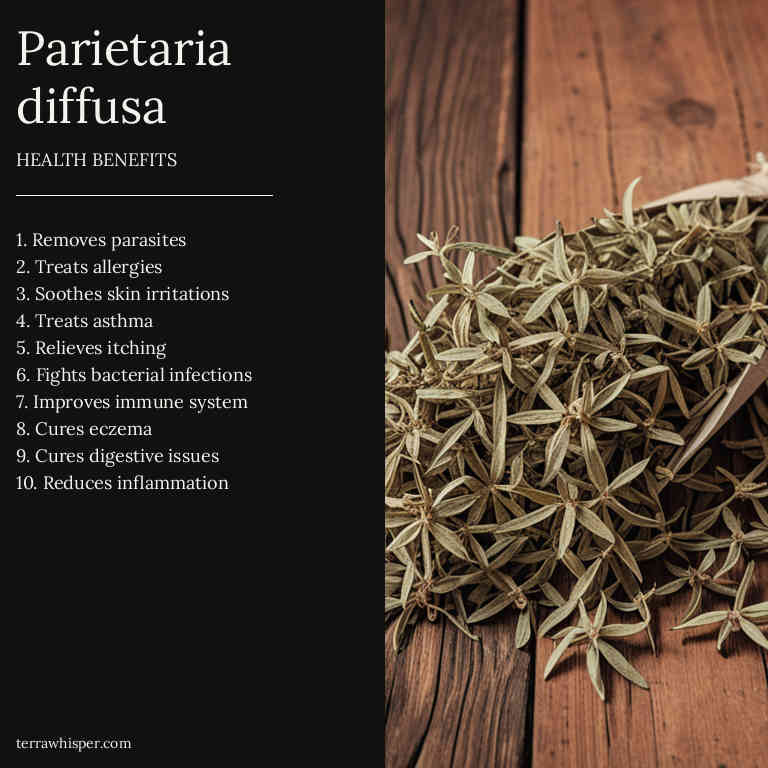 Parietaria
diffusa
HEALTH BENEFITS
1. Removes parasites
2. Treats allergies
3. Soothes skin irritations
4. Treats asthma
5. Relieves itching
6. Fights bacterial infections
7. Improves immune system
8. Cures eczema
9. Cures digestive issues
10. Reduces inflammation
terrawhisper.com